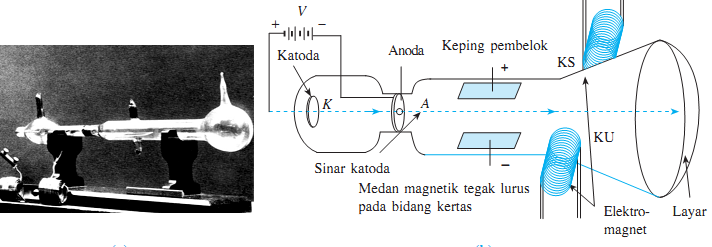 V
+
−
Katoda
Anoda
Keping pembelok
+
KS
K
A
KU
Sinar katoda
−
Medan magnetik tegak lurus
pada bidang kertas
Elektro-
magnet
Layar